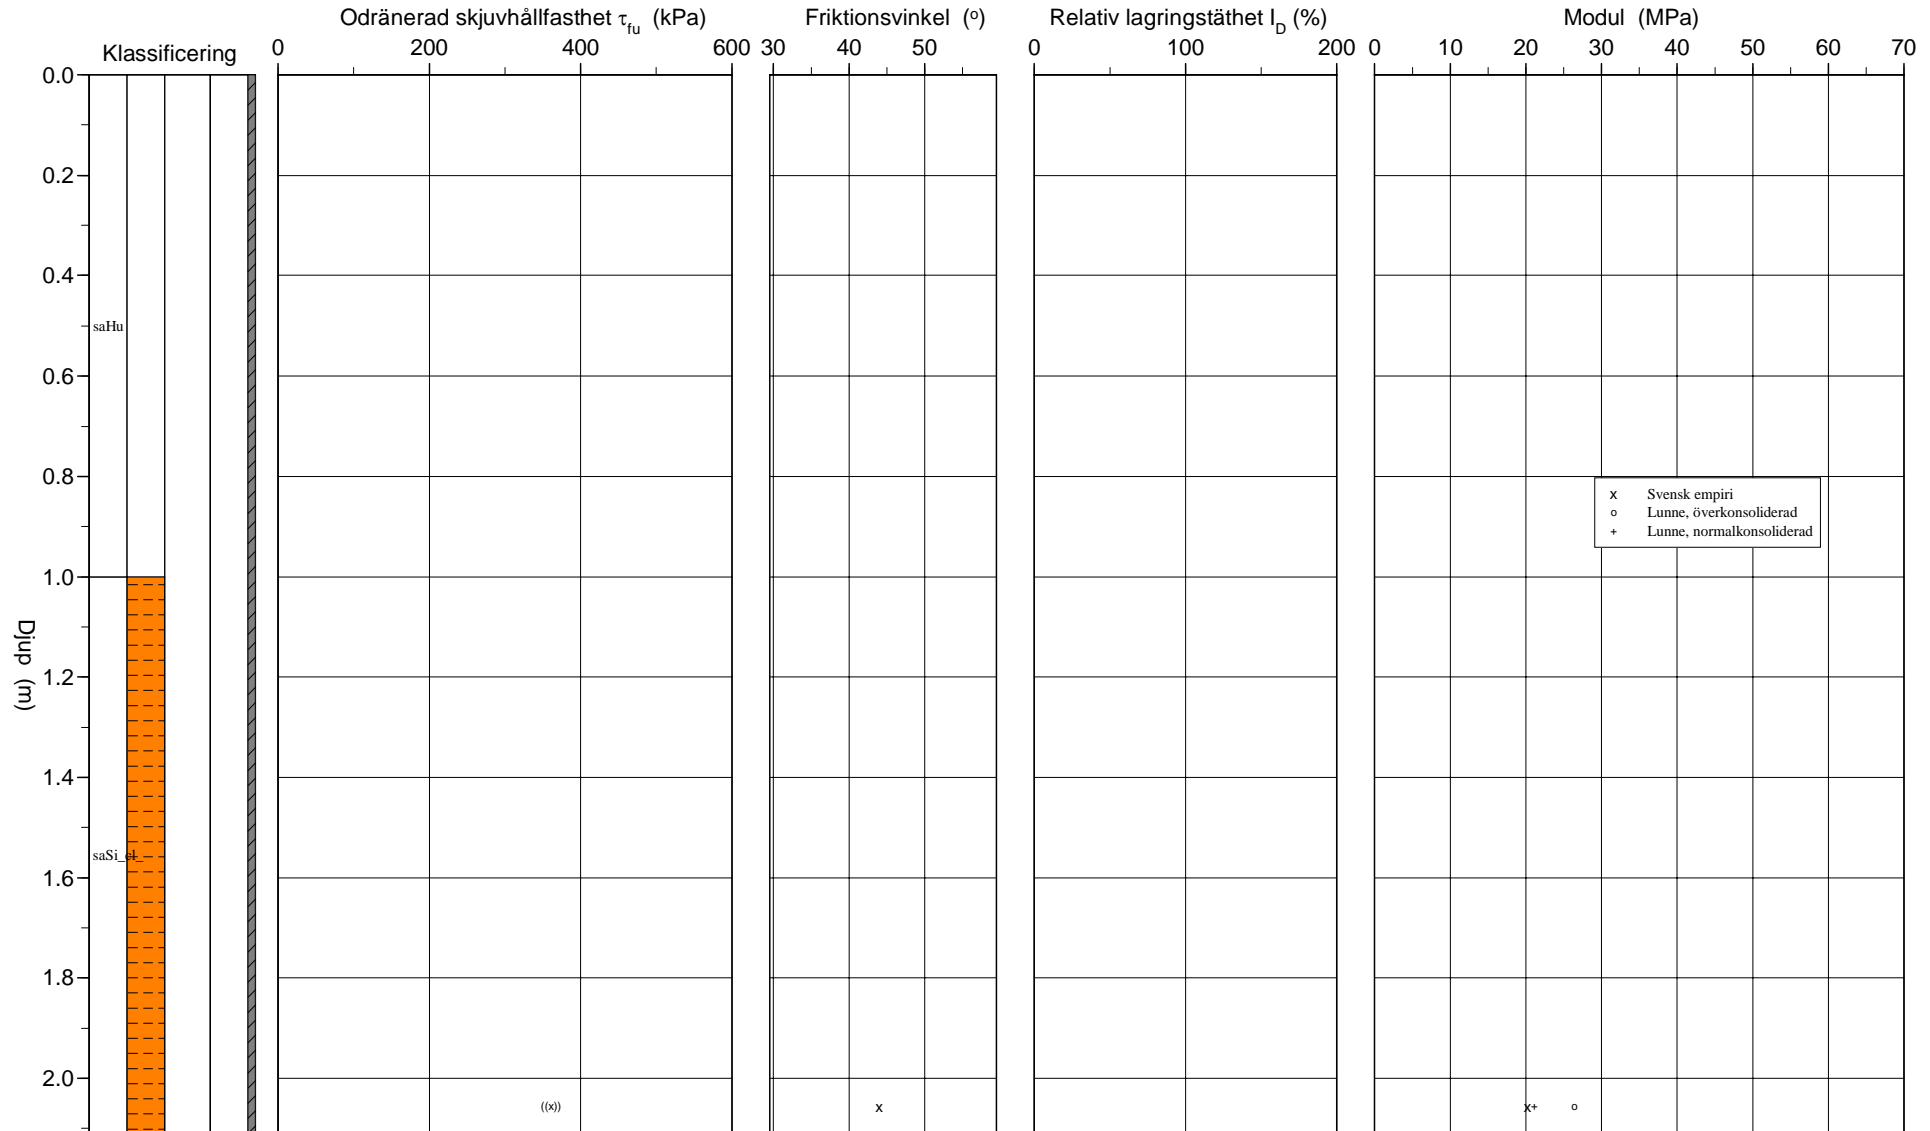 Odränerad skjuvhållfasthet τfu (kPa)
Friktionsvinkel (o)
Relativ lagringstäthet ID (%)
Modul (MPa)
Klassificering
0 200 400 600
30 40 50
0 100 200
0 10 20 30 40 50 60 70
0.0
0.2
0.4
saHu
0.6
0.8
x Svensk empiri
o Lunne, överkonsoliderad
+ Lunne, normalkonsoliderad
1.0
Djup (m)
1.2
1.4
saSi_cl_
1.6
1.8
2.0
((x))
x
x+
o